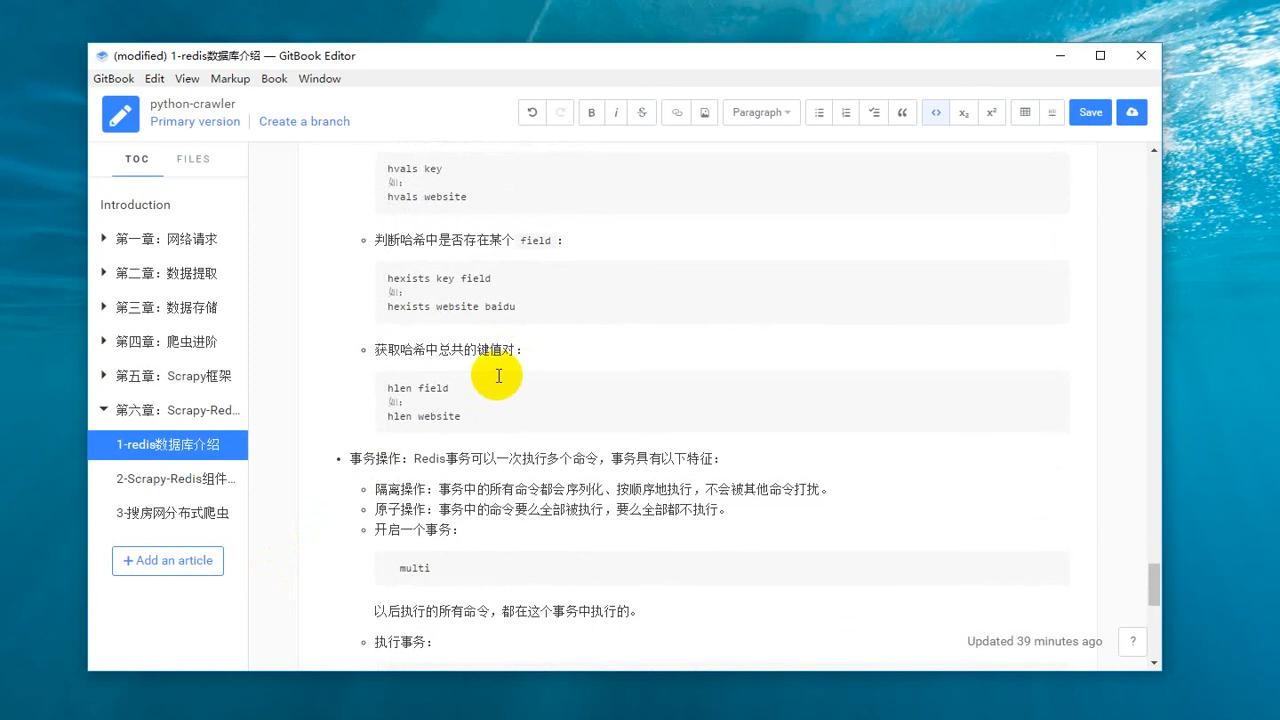 (modified) 1-redis数据库介绍 — GitBook Editor
GitBook Edit View Markup Book Window
python-crawler
Primary version Create a branch
B i S Paragraph x₂ x² Save
TOC FILES
Introduction
第一章：网络请求
第二章：数据提取
第三章：数据存储
第四章：爬虫进阶
第五章：Scrapy框架
第六章：Scrapy-Red...
1-redis数据库介绍
2-Scrapy-Redis组件...
3-搜房网分布式爬虫
+ Add an article
hvals key
如：
hvals website
判断哈希中是否存在某个 field ：
hexists key field
如：
hexists website baidu
获取哈希中总共的键值对：
hlen field
如：
hlen website
事务操作：Redis事务可以一次执行多个命令，事务具有以下特征：
隔离操作：事务中的所有命令都会序列化、按顺序地执行，不会被其他命令打扰。
原子操作：事务中的命令要么全部被执行，要么全部都不执行。
开启一个事务：
multi
以后执行的所有命令，都在这个事务中执行的。
执行事务：
Updated 39 minutes ago ?